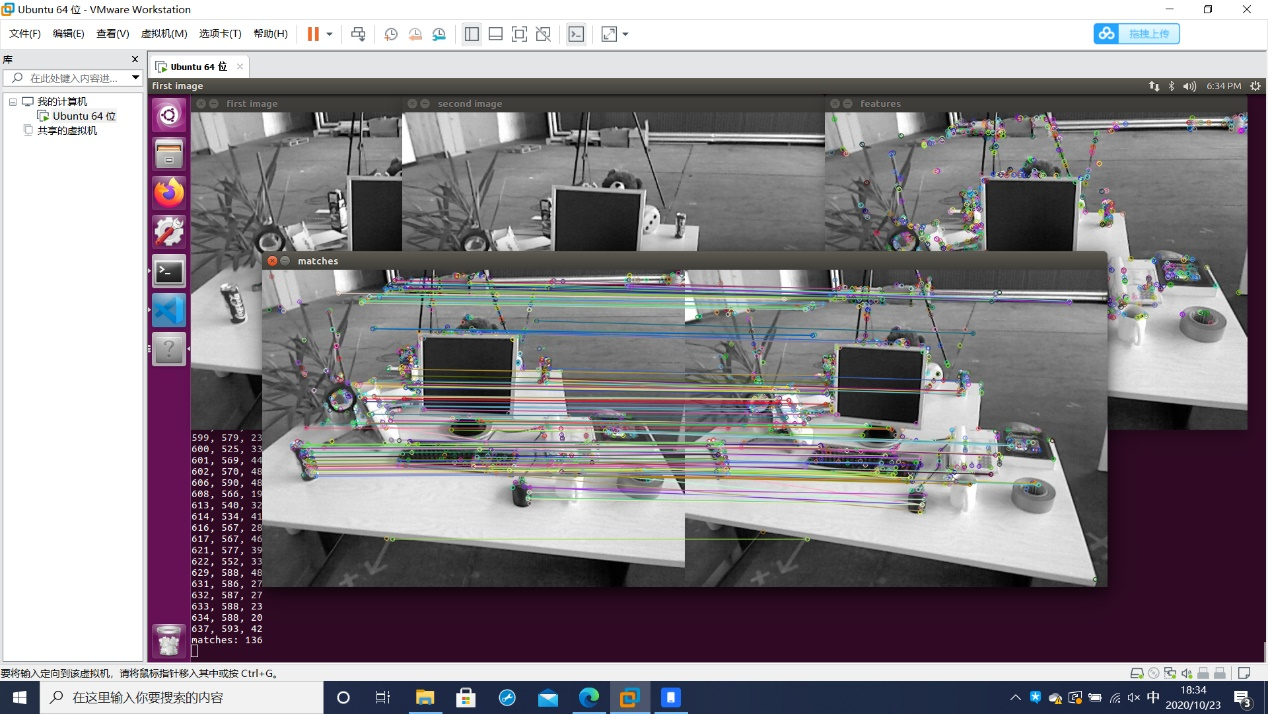 Ubuntu 64 位 - VMware Workstation
文件(F) 编辑(E) 查看(V) 虚拟机(M) 选项卡(T) 帮助(H)
拖拽上传
库
在此处键入内容进...
Ubuntu 64 位
我的计算机
Ubuntu 64 位
共享的虚拟机
first image
6:34 PM
first image
second image
features
matches
599, 579, 23
600, 525, 33
601, 569, 44
602, 570, 48
606, 590, 48
608, 566, 19
613, 540, 32
614, 534, 41
616, 567, 28
617, 567, 46
621, 577, 39
622, 552, 33
629, 588, 48
631, 586, 27
632, 587, 27
633, 588, 23
634, 588, 20
637, 593, 42
matches: 136
要将输入定向到该虚拟机，请将鼠标指针移入其中或按 Ctrl+G。
在这里输入你要搜索的内容
中
18:34
2020/10/23
3